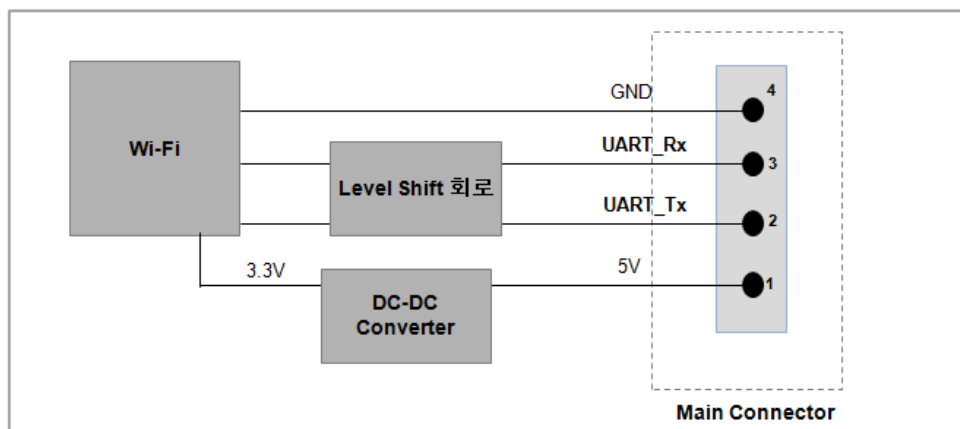 GND
4
Wi-Fi
UART_Rx
3
Level Shift 회로
UART_Tx
2
3.3V
5V
1
DC-DC
Converter
Main Connector